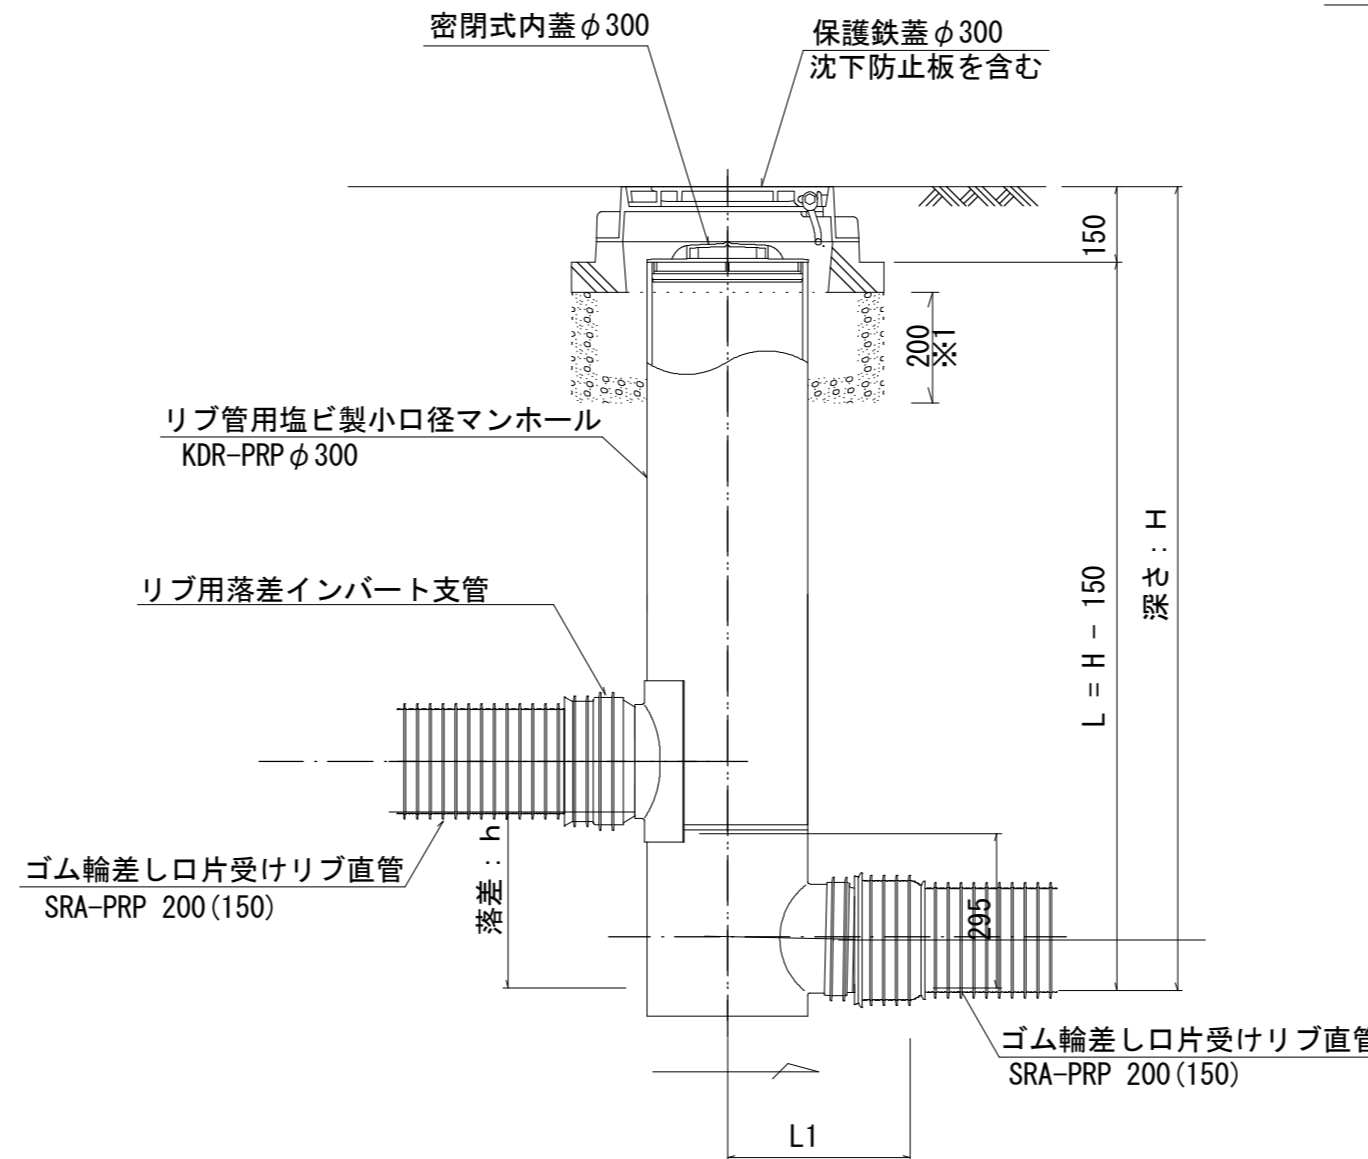 密閉式内蓋φ300
保護鉄蓋φ300
沈下防止板を含む
150
200
※1
リブ管用塩ビ製小口径マンホール
KDR-PRPφ300
深さ：H
L = H - 150
リブ用落差インバート支管
落差：h
295
ゴム輪差し口片受けリブ直管
SRA-PRP 200(150)
ゴム輪差し口片受けリブ直管
SRA-PRP 200(150)
L1